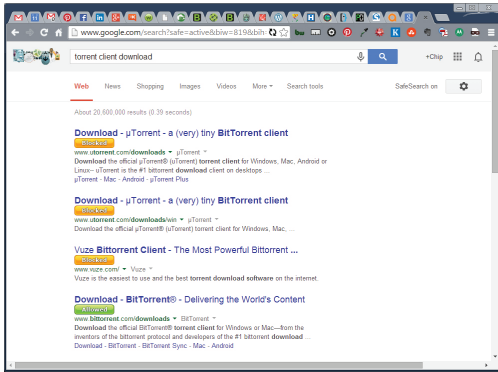 www.google.com/search?safe=active&biw=819&bih
torrent client download
+Chip
Web News Shopping Images Videos More Search tools
SafeSearch on
About 20,600,000 results (0.39 seconds)
Download - µTorrent - a (very) tiny BitTorrent client
Blocked
www.utorrent.com/downloads µTorrent
Download the official µTorrent® (uTorrent) torrent client for Windows, Mac, Android or
Linux-- uTorrent is the #1 bittorrent download client on desktops ...
µTorrent - Mac - Android - µTorrent Plus
Download - µTorrent - a (very) tiny BitTorrent client
Blocked
www.utorrent.com/downloads/win µTorrent
Download the official µTorrent® (uTorrent) torrent client for Windows, Mac, ...
Vuze Bittorrent Client - The Most Powerful Bittorrent ...
Blocked
www.vuze.com/ Vuze
Vuze is the easiest to use and the best torrent download software on the internet.
Download - BitTorrent® - Delivering the World's Content
Allowed
www.bittorrent.com/downloads BitTorrent
Download the official BitTorrent® torrent client for Windows or Mac—from the
inventors of the bittorrent protocol and developers of the #1 bittorrent download ...
Download - BitTorrent - BitTorrent Sync - Mac - Android